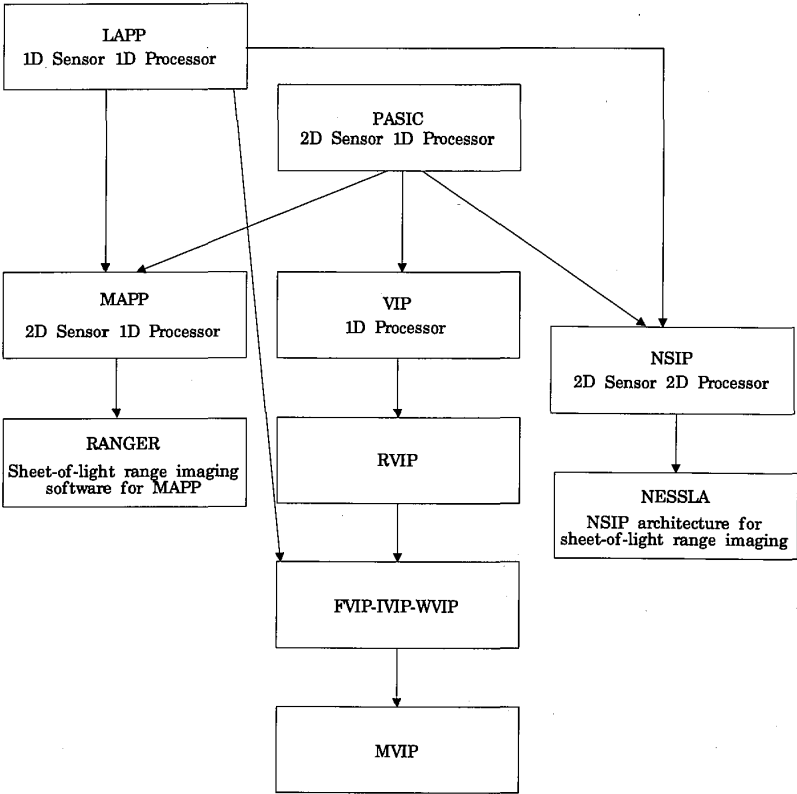 LAPP
1D Sensor 1D Processor
PASIC
2D Sensor 1D Processor
MAPP
2D Sensor 1D Processor
VIP
1D Processor
NSIP
2D Sensor 2D Processor
RANGER
Sheet-of-light range imaging
software for MAPP
RVIP
NESSLA
NSIP architecture for
sheet-of-light range imaging
FVIP-IVIP-WVIP
MVIP